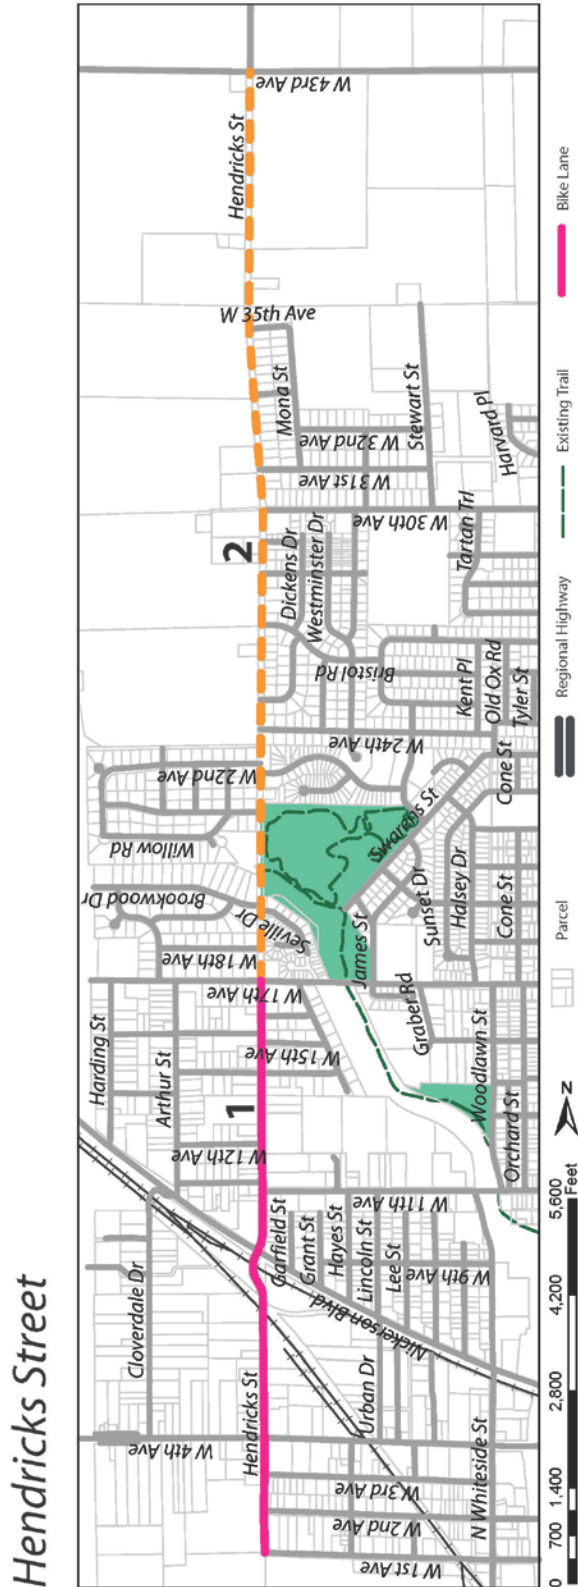 Hendricks Street
W 43rd Ave
Hendricks St
W 35th Ave
Mona St
W 32nd Ave
Stewart St
W 31st Ave
Harvard Pl
W 30th Ave
2
Dickens Dr
Westminster Dr
Tartan Trl
Bristol Rd
Kent Pl
Old Ox Rd
Tyler St
W 24th Ave
W 22nd Ave
Cone St
Willow Rd
Swarens St
Brookwood Dr
Seville Dr
Sunset Dr
Halsey Dr
Cone St
W 18th Ave
James St
W 17th Ave
Graber Rd
Harding St
Arthur St
W 15th Ave
Woodlawn St
Orchard St
1
W 12th Ave
W 11th Ave
Garfield St
Grant St
Hayes St
Lincoln St
Lee St
W 9th Ave
Cloverdale Dr
Nickerson Blvd
Urban Dr
Hendricks St
W 4th Ave
W 3rd Ave
N Whiteside St
W 2nd Ave
W 1st Ave
0 700 1,400 2,800 4,200 5,600
Feet
N
Parcel
Regional Highway
Existing Trail
Bike Lane